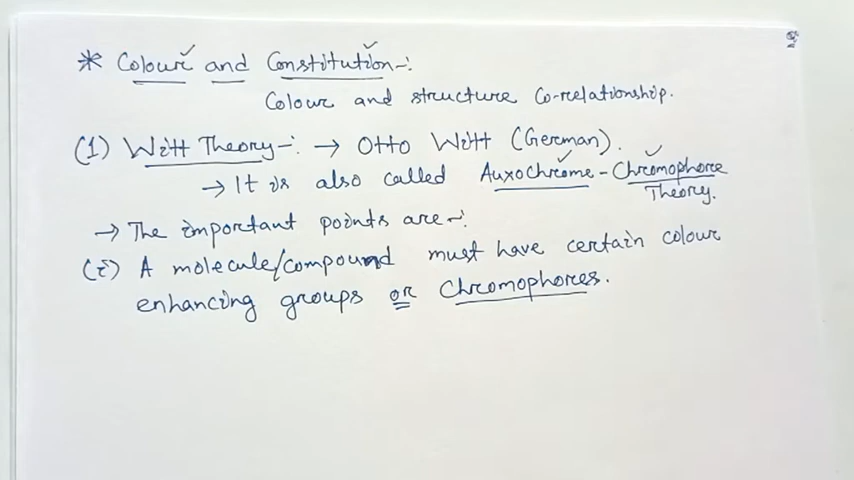 * Colour and Constitution:-
Colour and structure Co-relationship.
(1) Witt Theory:- → Otto Witt (German).
→ It is also called Auxochrome - Chromophore
Theory.
→ The important points are:-
(i) A molecule/compound must have certain colour
enhancing groups or Chromophores.